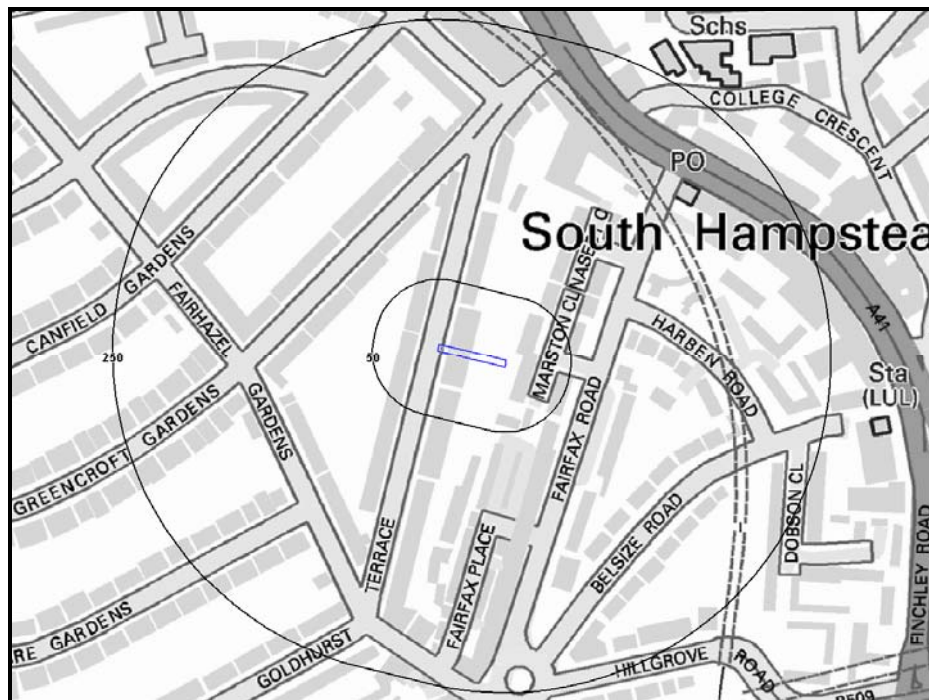 Schs
COLLEGE CRESCENT
PO
South Hampstea
CANFIELD GARDENS
FAIRHAZEL
GARDENS
MARSTON CL
NASEBY C
HARBEN ROAD
A41
250
50
Sta
(LUL)
GREENCROFT GARDENS
FAIRFAX ROAD
BELSIZE ROAD
DOBSON CL
FINCHLEY ROAD
TERRACE
FAIRFAX PLACE
RE GARDENS
GOLDHURST
HILLGROVE ROAD
B509